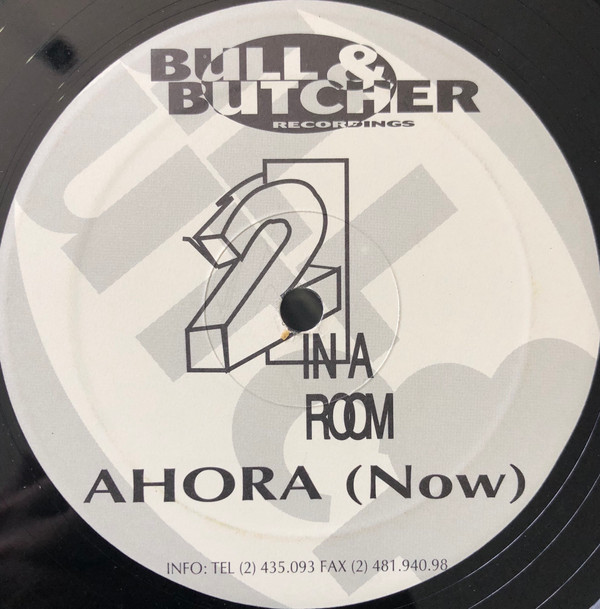 BULL &
BUTCHER
RECORDINGS
2
IN A
ROOM
AHORA (Now)
INFO: TEL (2) 435.093 FAX (2) 481.940.98